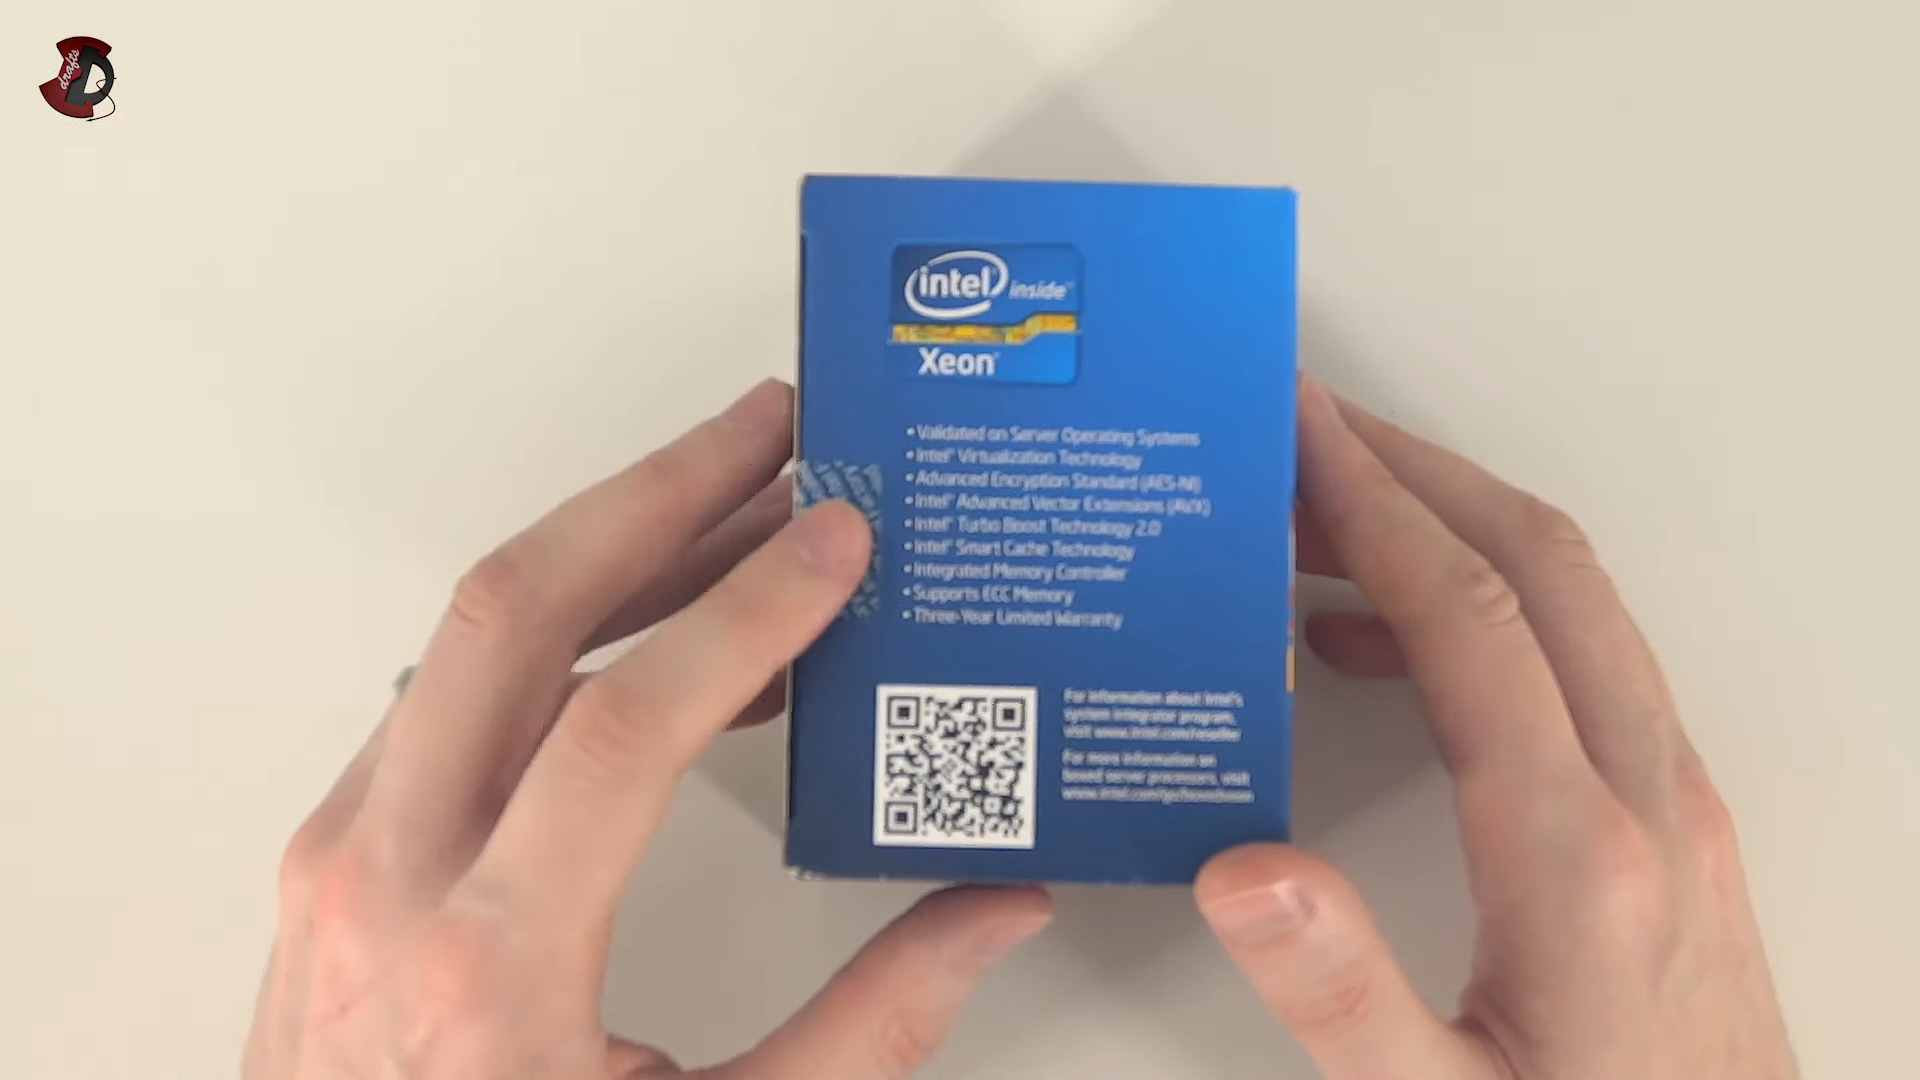 drafts
D
intel inside™
Xeon®
• Validated on Server Operating Systems
• Intel® Virtualization Technology
• Advanced Encryption Standard (AES-NI)
• Intel® Advanced Vector Extensions (AVX)
• Intel® Turbo Boost Technology 2.0
• Intel® Smart Cache Technology
• Integrated Memory Controller
• Supports ECC Memory
• Three-Year Limited Warranty
For information about Intel's
system integrator program,
visit www.intel.com/reseller
For more information on
boxed server processors, visit